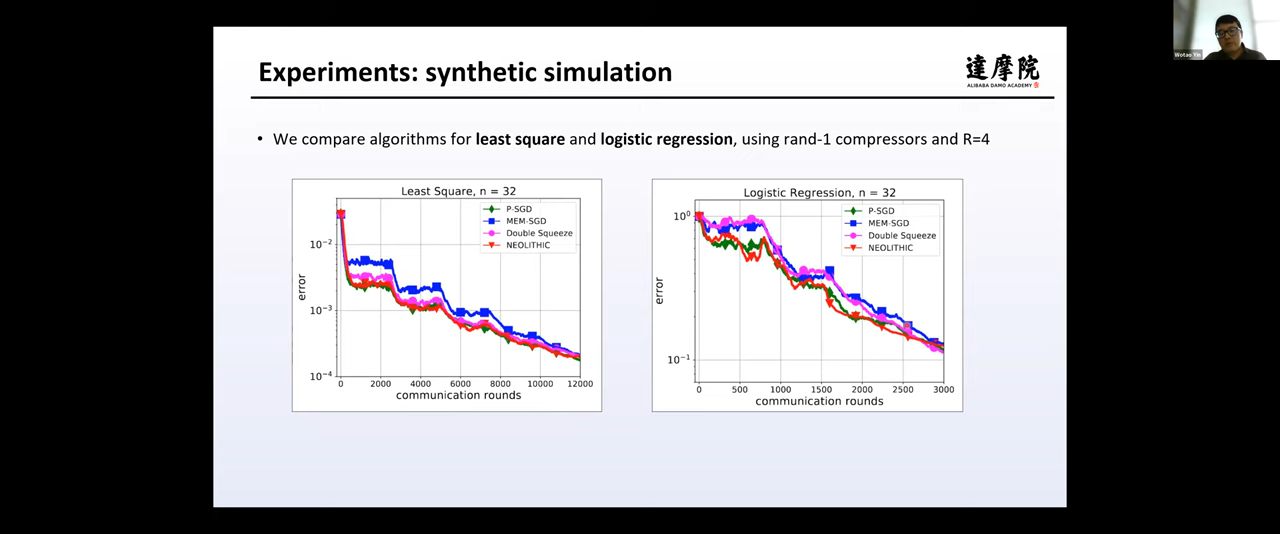 Experiments: synthetic simulation
達摩院
ALIBABA DAMO ACADEMY
Wotao Yin
• We compare algorithms for least square and logistic regression, using rand-1 compressors and R=4
Least Square, n = 32
P-SGD
MEM-SGD
Double Squeeze
NEOLITHIC
error
10⁻²
10⁻³
10⁻⁴
0 2000 4000 6000 8000 10000 12000
communication rounds
Logistic Regression, n = 32
P-SGD
MEM-SGD
Double Squeeze
NEOLITHIC
error
10⁰
10⁻¹
0 500 1000 1500 2000 2500 3000
communication rounds